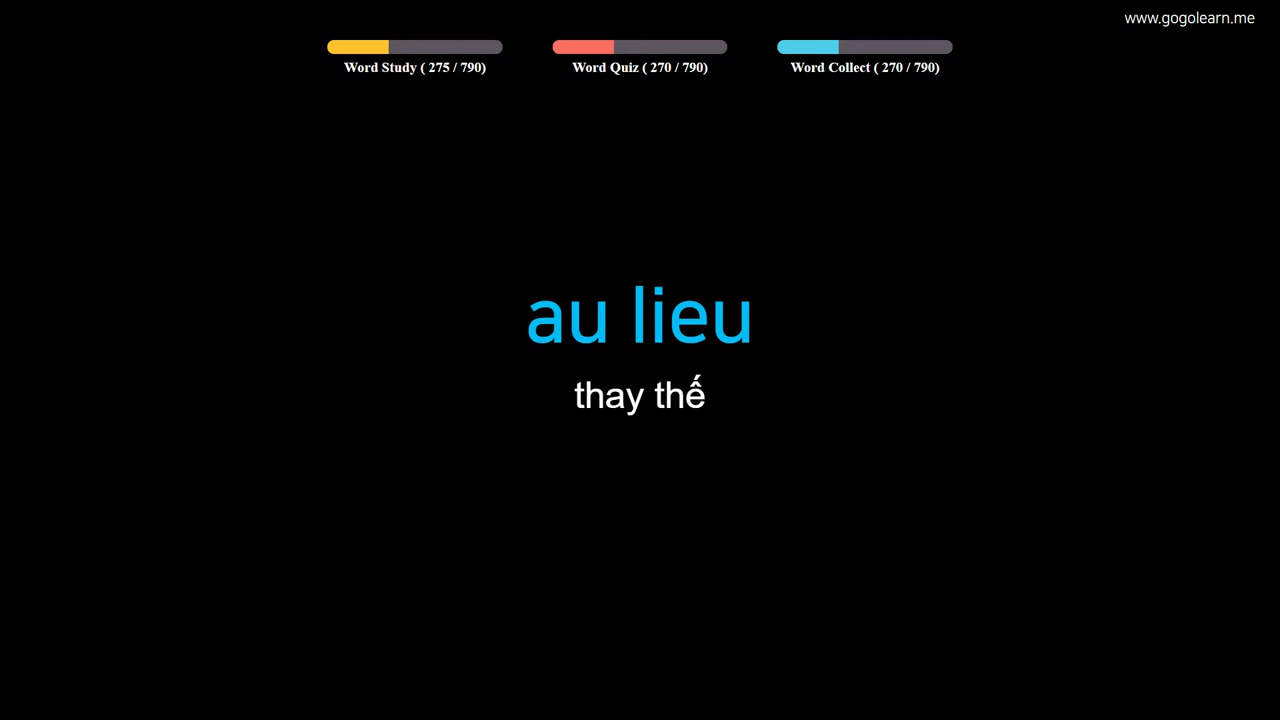 www.gogolearn.me
Word Study ( 275 / 790)
Word Quiz ( 270 / 790)
Word Collect ( 270 / 790)
au lieu
thay thế